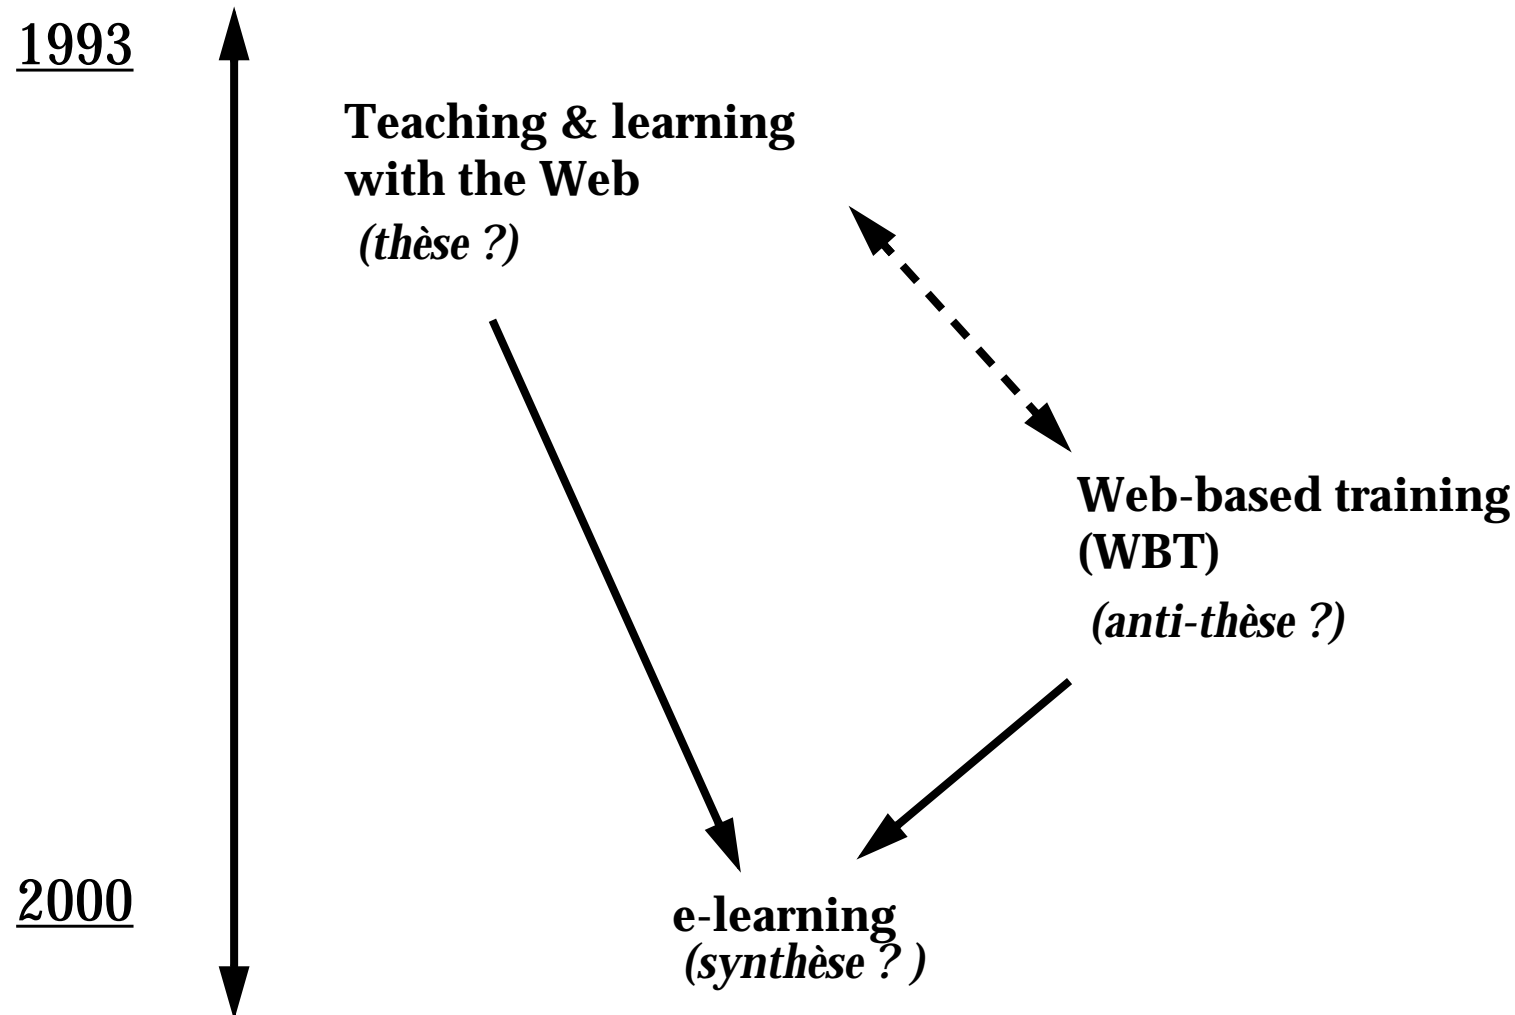 1993
Teaching & learning
with the Web
(thèse ?)
Web-based training
(WBT)
(anti-thèse ?)
2000
e-learning
(synthèse ? )